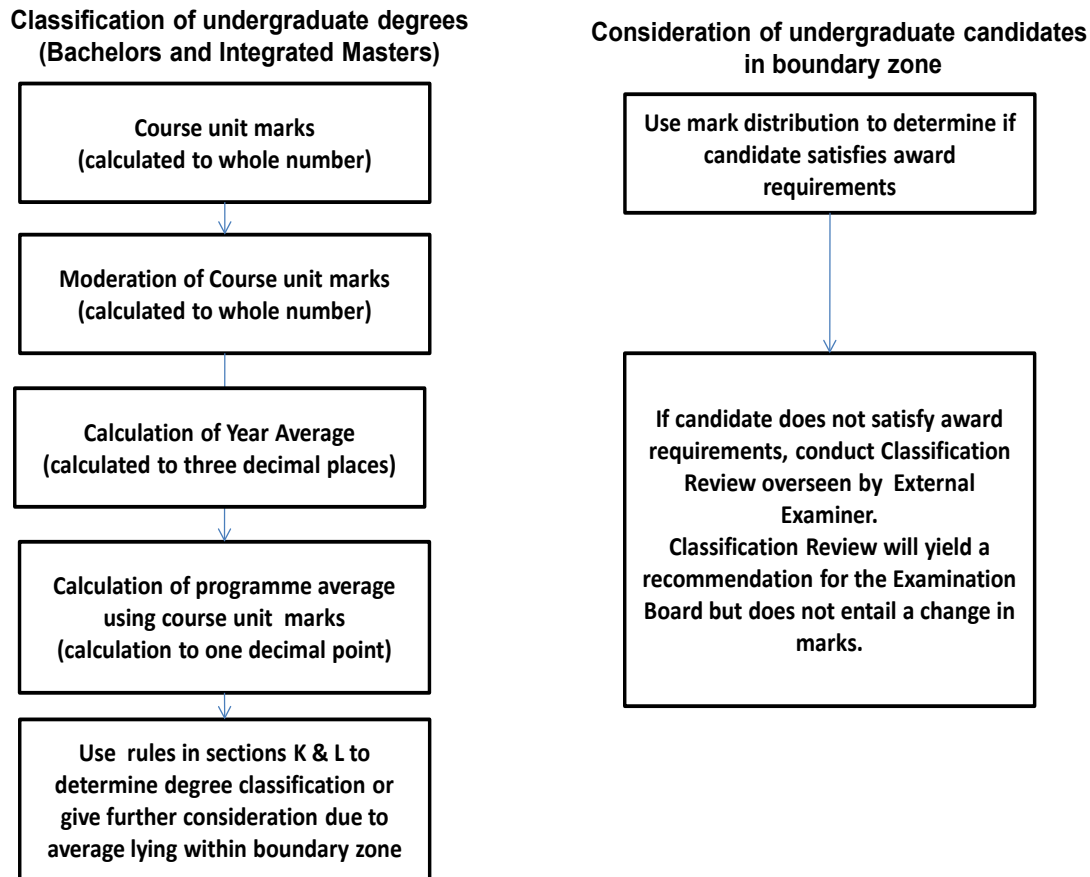 Classification of undergraduate degrees
(Bachelors and Integrated Masters)
Course unit marks
(calculated to whole number)
Moderation of Course unit marks
(calculated to whole number)
Calculation of Year Average
(calculated to three decimal places)
Calculation of programme average
using course unit marks
(calculation to one decimal point)
Use rules in sections K & L to
determine degree classification or
give further consideration due to
average lying within boundary zone
Consideration of undergraduate candidates
in boundary zone
Use mark distribution to determine if
candidate satisfies award
requirements
If candidate does not satisfy award
requirements, conduct Classification
Review overseen by External
Examiner.
Classification Review will yield a
recommendation for the Examination
Board but does not entail a change in
marks.